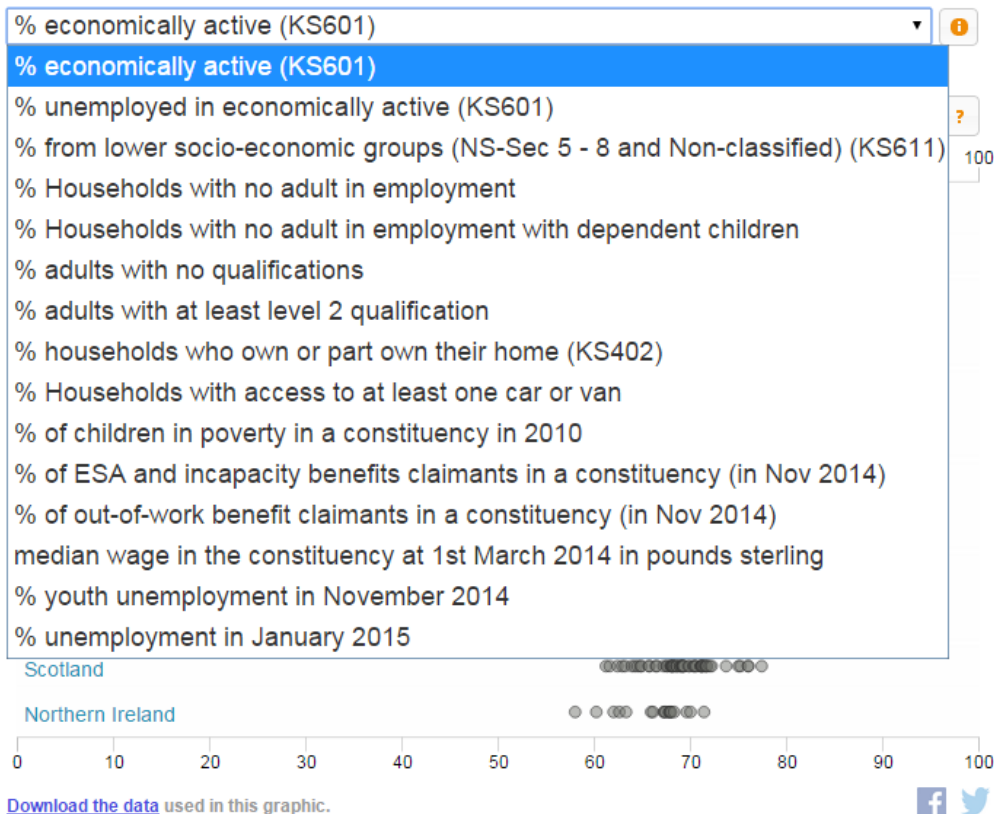 % economically active (KS601)
% economically active (KS601)
% unemployed in economically active (KS601)
?
% from lower socio-economic groups (NS-Sec 5 - 8 and Non-classified) (KS611)
100
% Households with no adult in employment
% Households with no adult in employment with dependent children
% adults with no qualifications
% adults with at least level 2 qualification
% households who own or part own their home (KS402)
% Households with access to at least one car or van
% of children in poverty in a constituency in 2010
% of ESA and incapacity benefits claimants in a constituency (in Nov 2014)
% of out-of-work benefit claimants in a constituency (in Nov 2014)
median wage in the constituency at 1st March 2014 in pounds sterling
% youth unemployment in November 2014
% unemployment in January 2015
Scotland
Northern Ireland
0 10 20 30 40 50 60 70 80 90 100
Download the data used in this graphic.